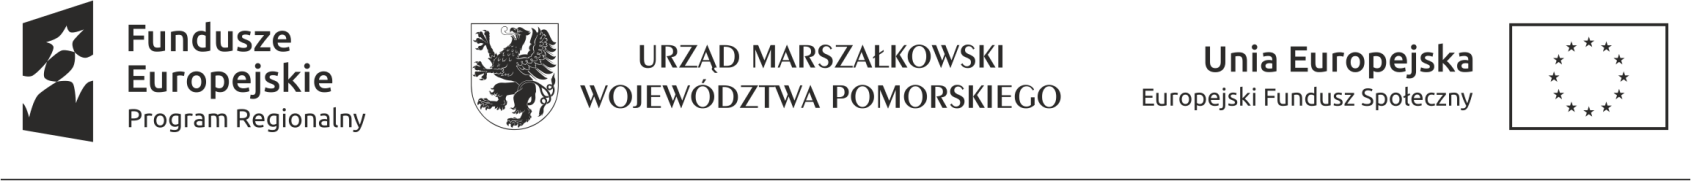 Fundusze
Europejskie
Program Regionalny
URZĄD MARSZAŁKOWSKI
WOJEWÓDZTWA POMORSKIEGO
Unia Europejska
Europejski Fundusz Społeczny